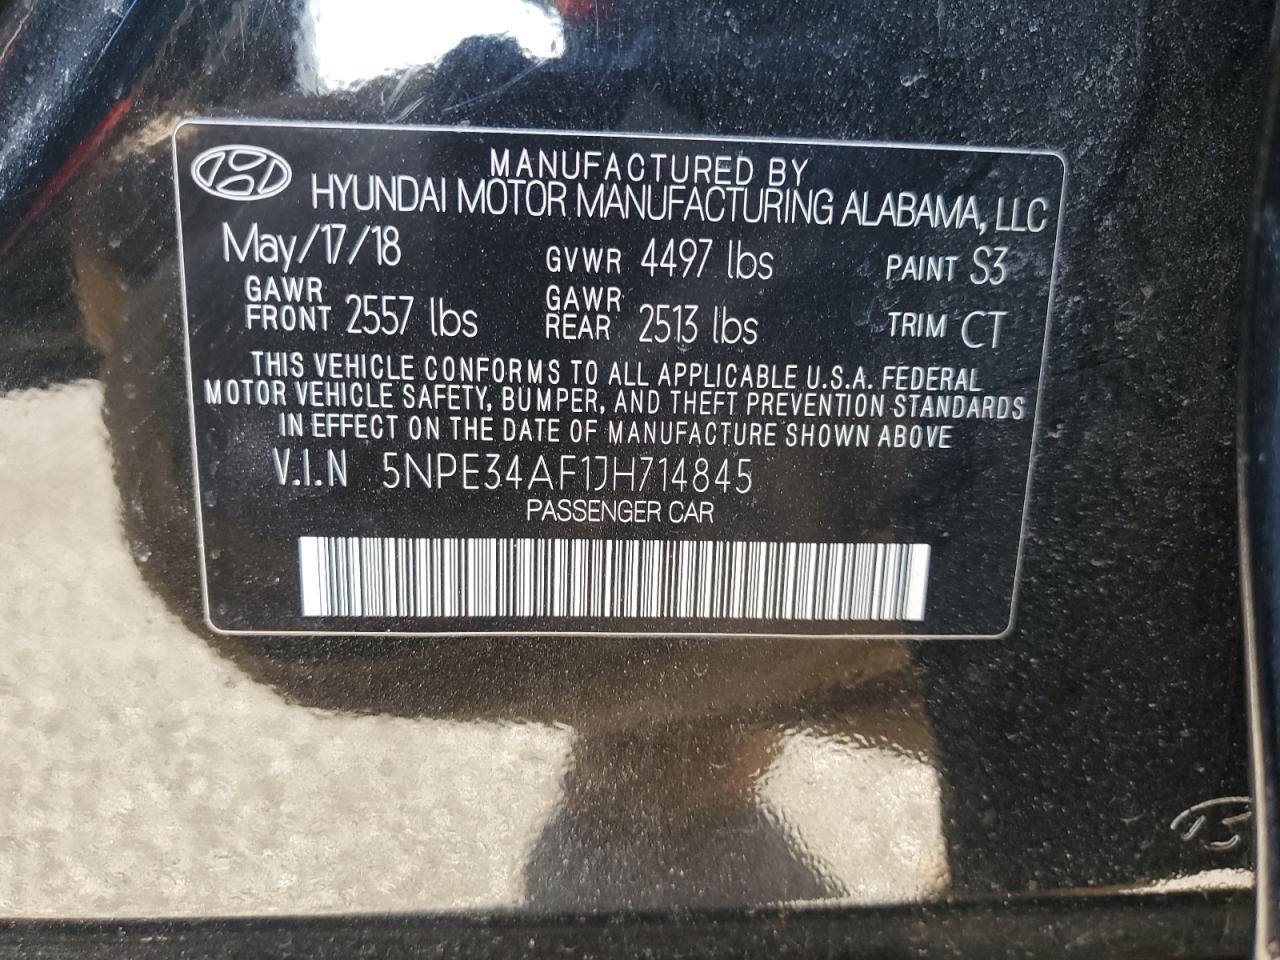 MANUFACTURED BY
HYUNDAI MOTOR MANUFACTURING ALABAMA, LLC
May/17/18 GVWR 4497 lbs PAINT S3
GAWR FRONT 2557 lbs GAWR REAR 2513 lbs TRIM CT
THIS VEHICLE CONFORMS TO ALL APPLICABLE U.S.A. FEDERAL
MOTOR VEHICLE SAFETY, BUMPER, AND THEFT PREVENTION STANDARDS
IN EFFECT ON THE DATE OF MANUFACTURE SHOWN ABOVE
V.I.N 5NPE34AF1JH714845
PASSENGER CAR